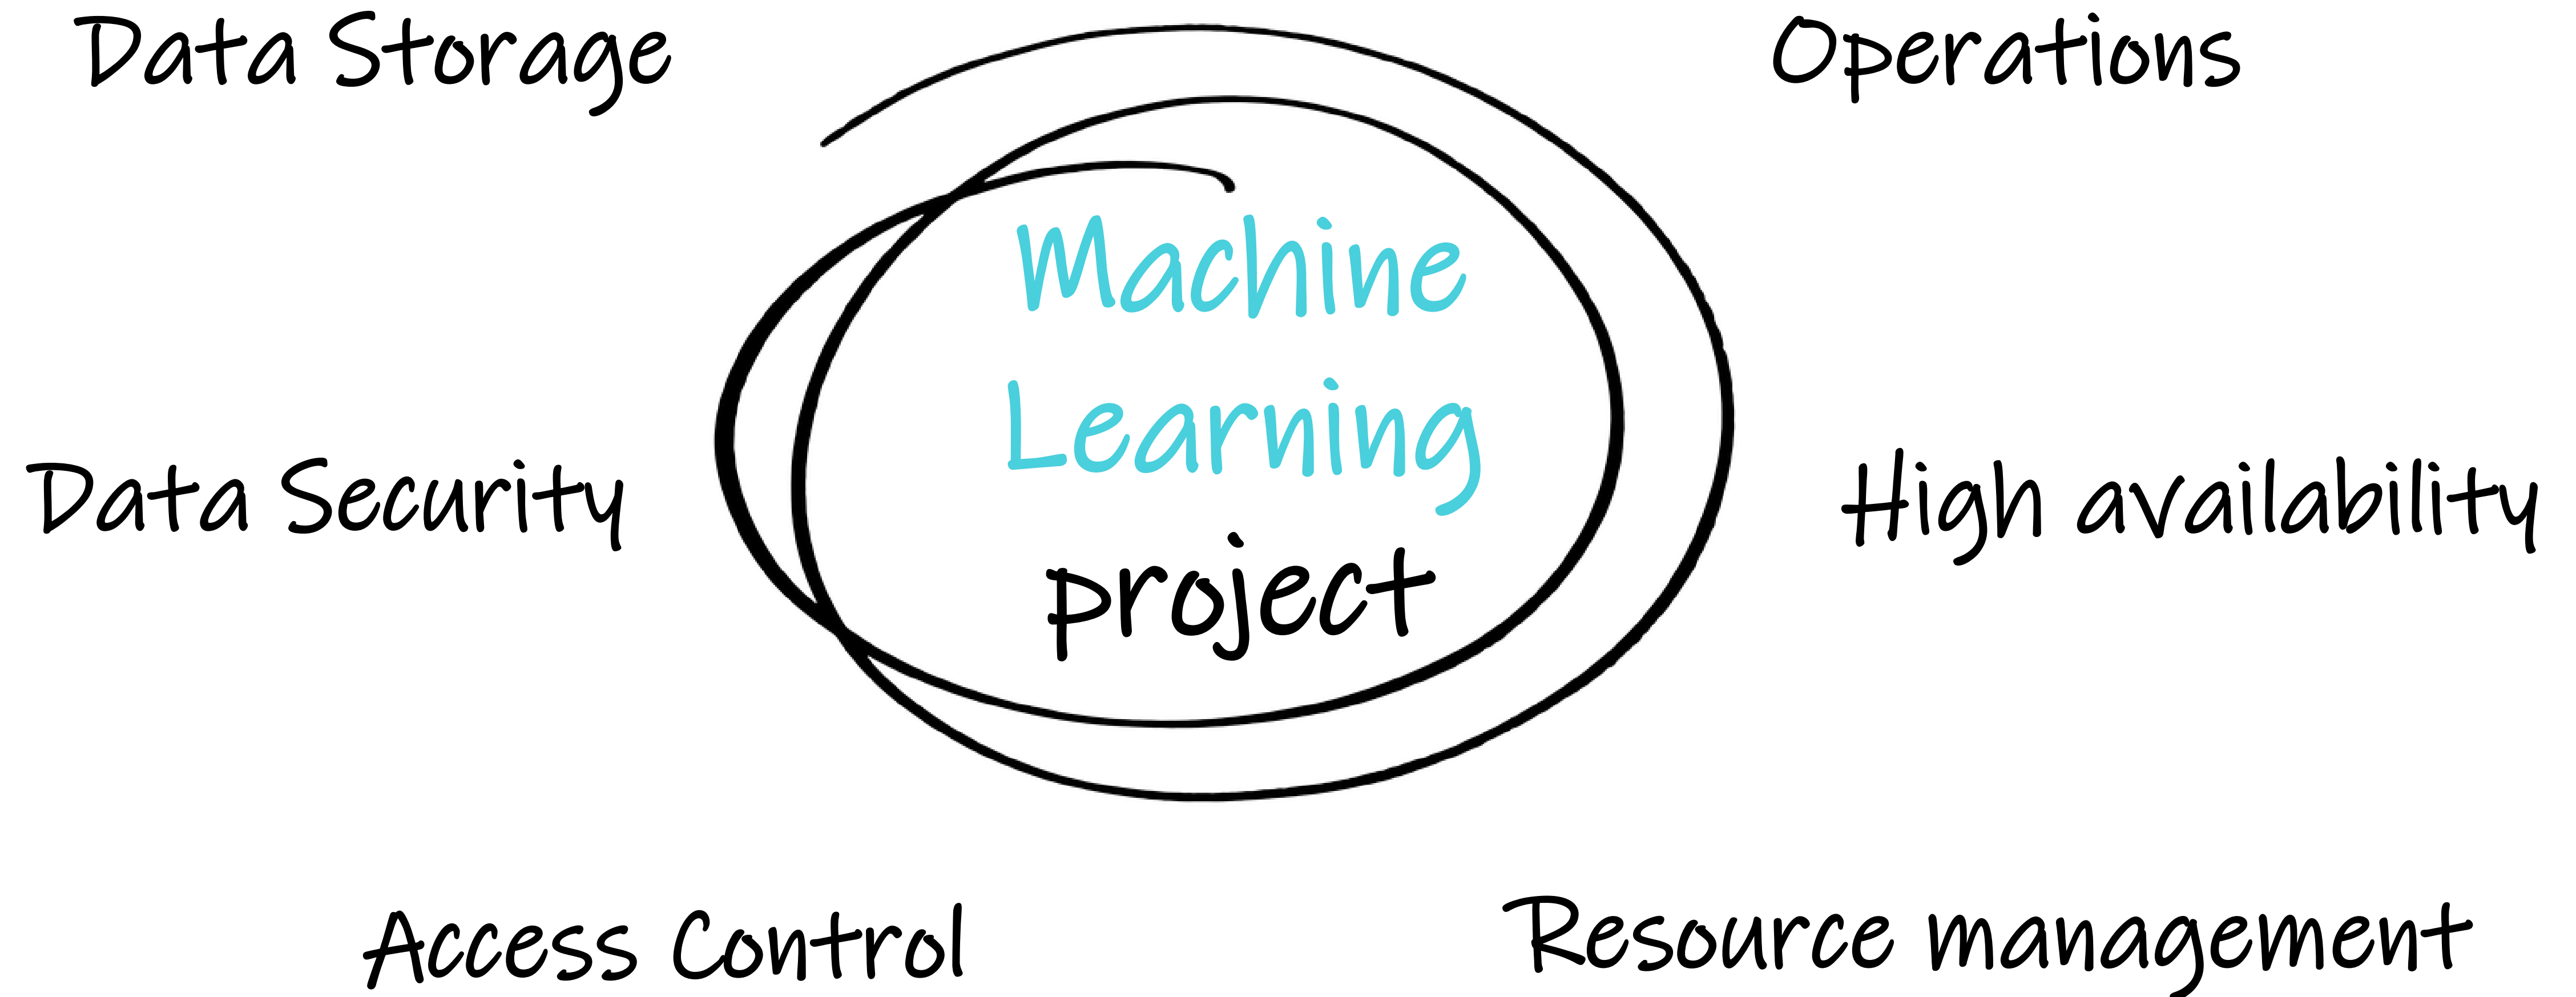 Data Storage
Operations
Machine
Learning
project
Data Security
High availability
Access Control
Resource management